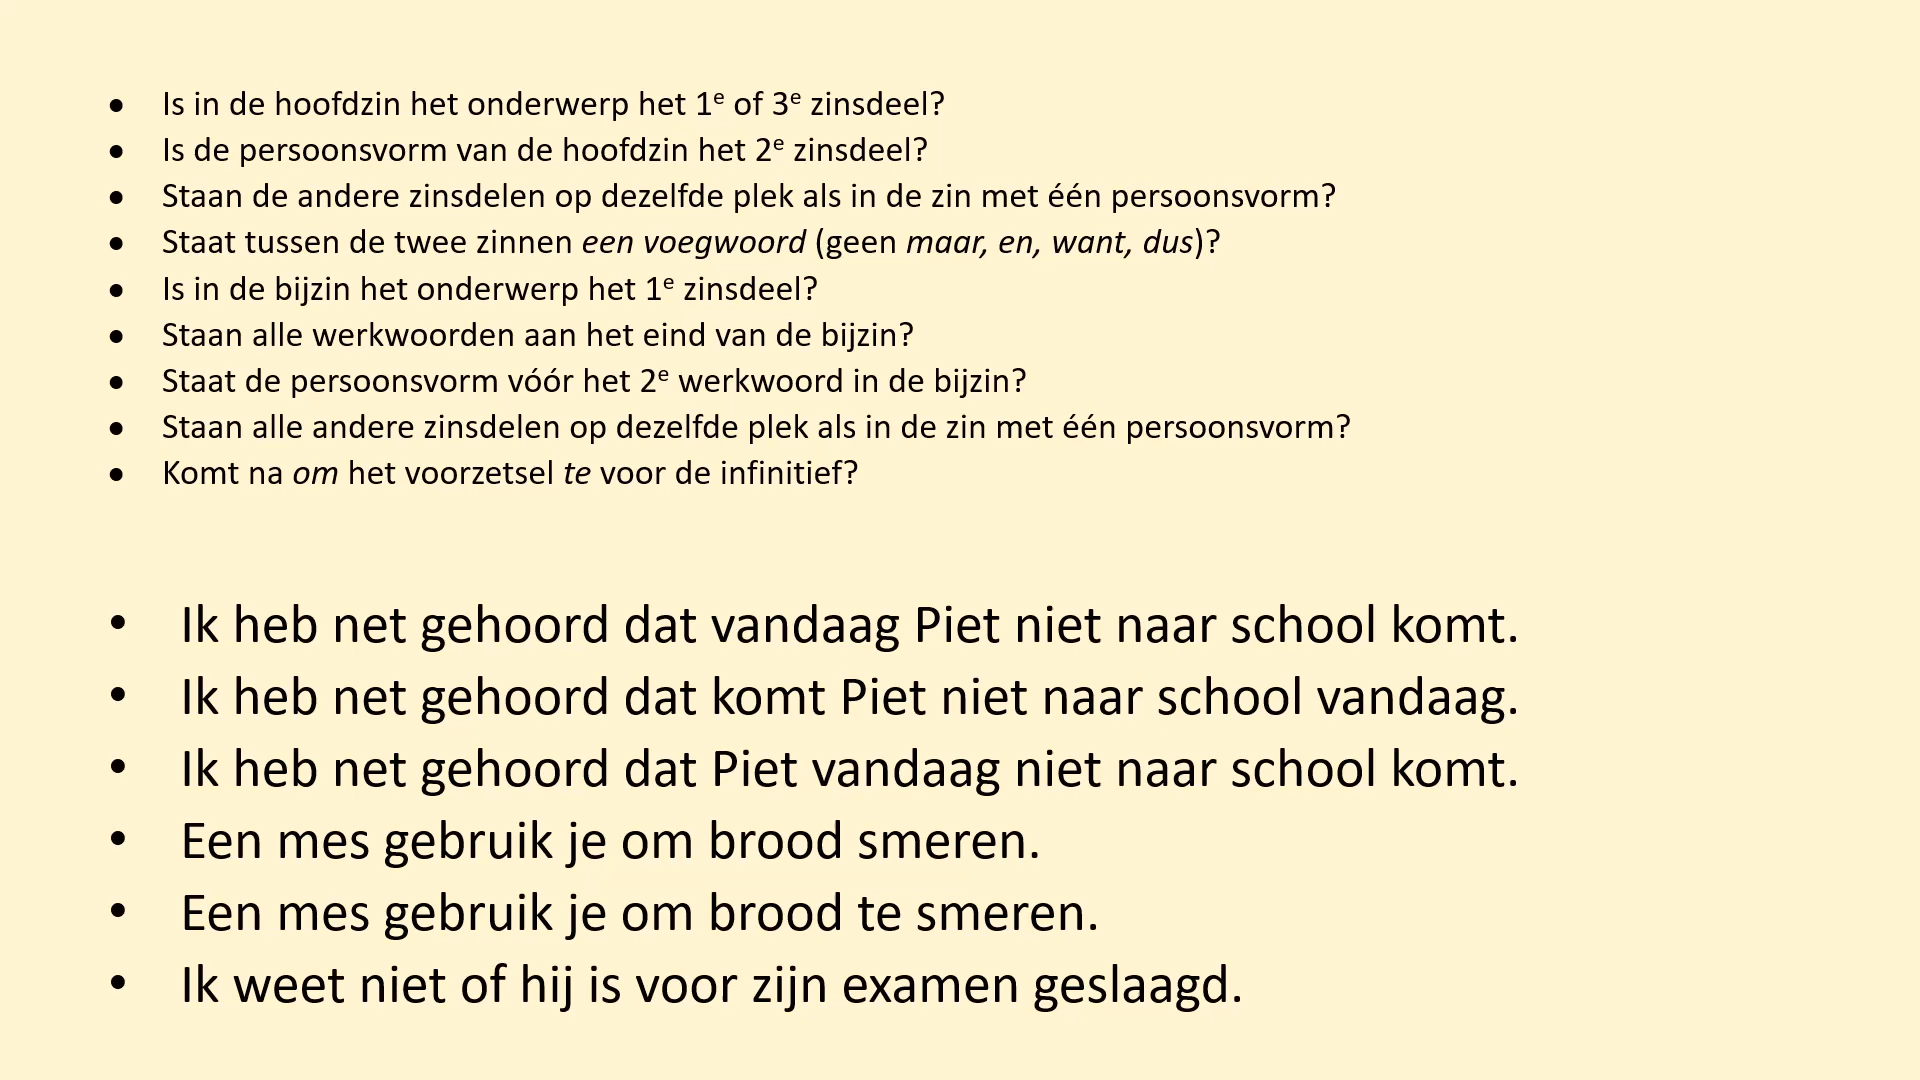 • Is in de hoofdzin het onderwerp het 1ᵉ of 3ᵉ zinsdeel?
• Is de persoonsvorm van de hoofdzin het 2ᵉ zinsdeel?
• Staan de andere zinsdelen op dezelfde plek als in de zin met één persoonsvorm?
• Staat tussen de twee zinnen een voegwoord (geen maar, en, want, dus)?
• Is in de bijzin het onderwerp het 1ᵉ zinsdeel?
• Staan alle werkwoorden aan het eind van de bijzin?
• Staat de persoonsvorm vóór het 2ᵉ werkwoord in de bijzin?
• Staan alle andere zinsdelen op dezelfde plek als in de zin met één persoonsvorm?
• Komt na om het voorzetsel te voor de infinitief?
• Ik heb net gehoord dat vandaag Piet niet naar school komt.
• Ik heb net gehoord dat komt Piet niet naar school vandaag.
• Ik heb net gehoord dat Piet vandaag niet naar school komt.
• Een mes gebruik je om brood smeren.
• Een mes gebruik je om brood te smeren.
• Ik weet niet of hij is voor zijn examen geslaagd.